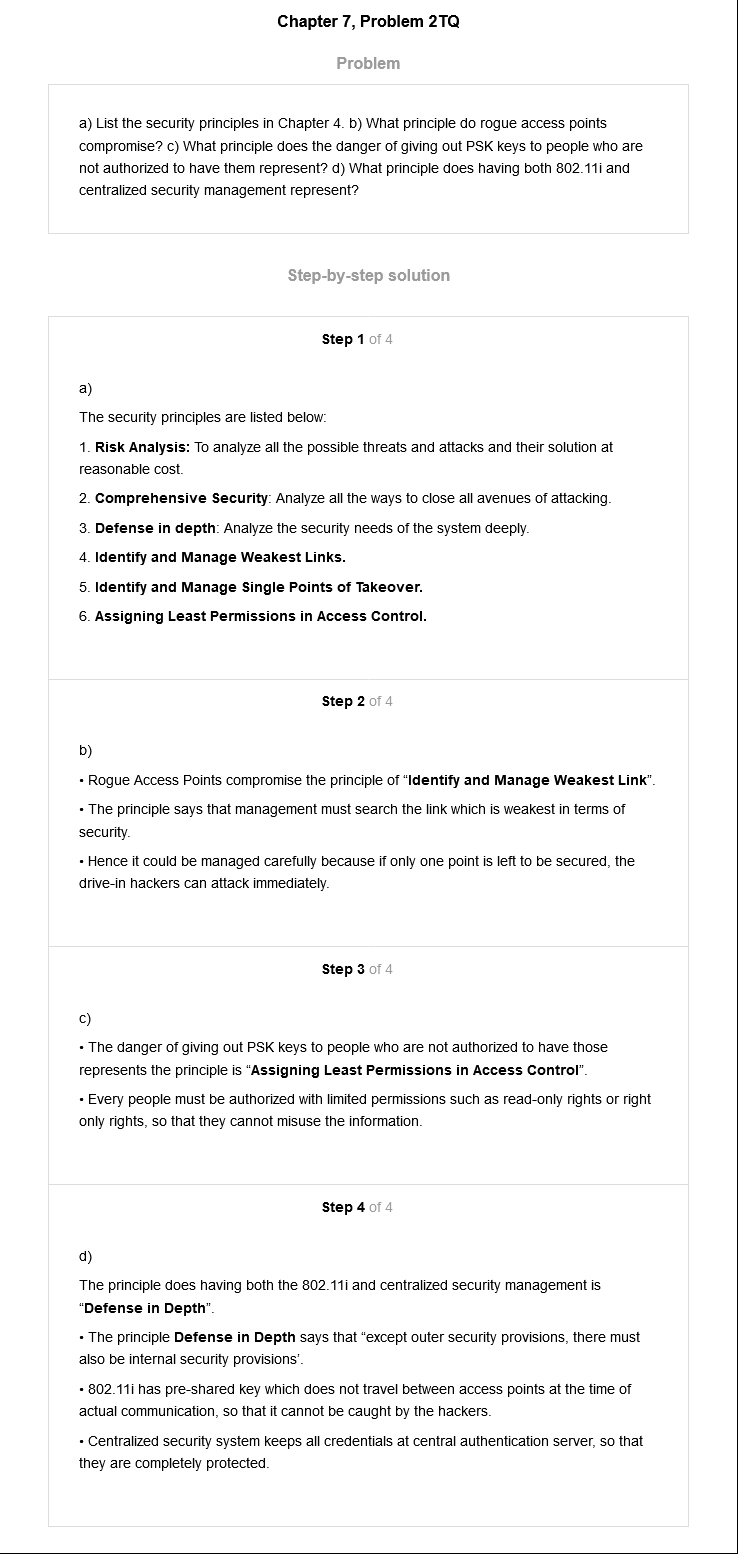 Chapter 7, Problem 2TQ
Problem
a) List the security principles in Chapter 4. b) What principle do rogue access points
compromise? c) What principle does the danger of giving out PSK keys to people who are
not authorized to have them represent? d) What principle does having both 802.11i and
centralized security management represent?
Step-by-step solution
Step 1 of 4
a)
The security principles are listed below:
1. Risk Analysis: To analyze all the possible threats and attacks and their solution at
reasonable cost.
2. Comprehensive Security: Analyze all the ways to close all avenues of attacking.
3. Defense in depth: Analyze the security needs of the system deeply.
4. Identify and Manage Weakest Links.
5. Identify and Manage Single Points of Takeover.
6. Assigning Least Permissions in Access Control.
Step 2 of 4
b)
• Rogue Access Points compromise the principle of “Identify and Manage Weakest Link”.
• The principle says that management must search the link which is weakest in terms of
security.
• Hence it could be managed carefully because if only one point is left to be secured, the
drive-in hackers can attack immediately.
Step 3 of 4
c)
• The danger of giving out PSK keys to people who are not authorized to have those
represents the principle is “Assigning Least Permissions in Access Control”.
• Every people must be authorized with limited permissions such as read-only rights or right
only rights, so that they cannot misuse the information.
Step 4 of 4
d)
The principle does having both the 802.11i and centralized security management is
“Defense in Depth”.
• The principle Defense in Depth says that “except outer security provisions, there must
also be internal security provisions’.
• 802.11i has pre-shared key which does not travel between access points at the time of
actual communication, so that it cannot be caught by the hackers.
• Centralized security system keeps all credentials at central authentication server, so that
they are completely protected.